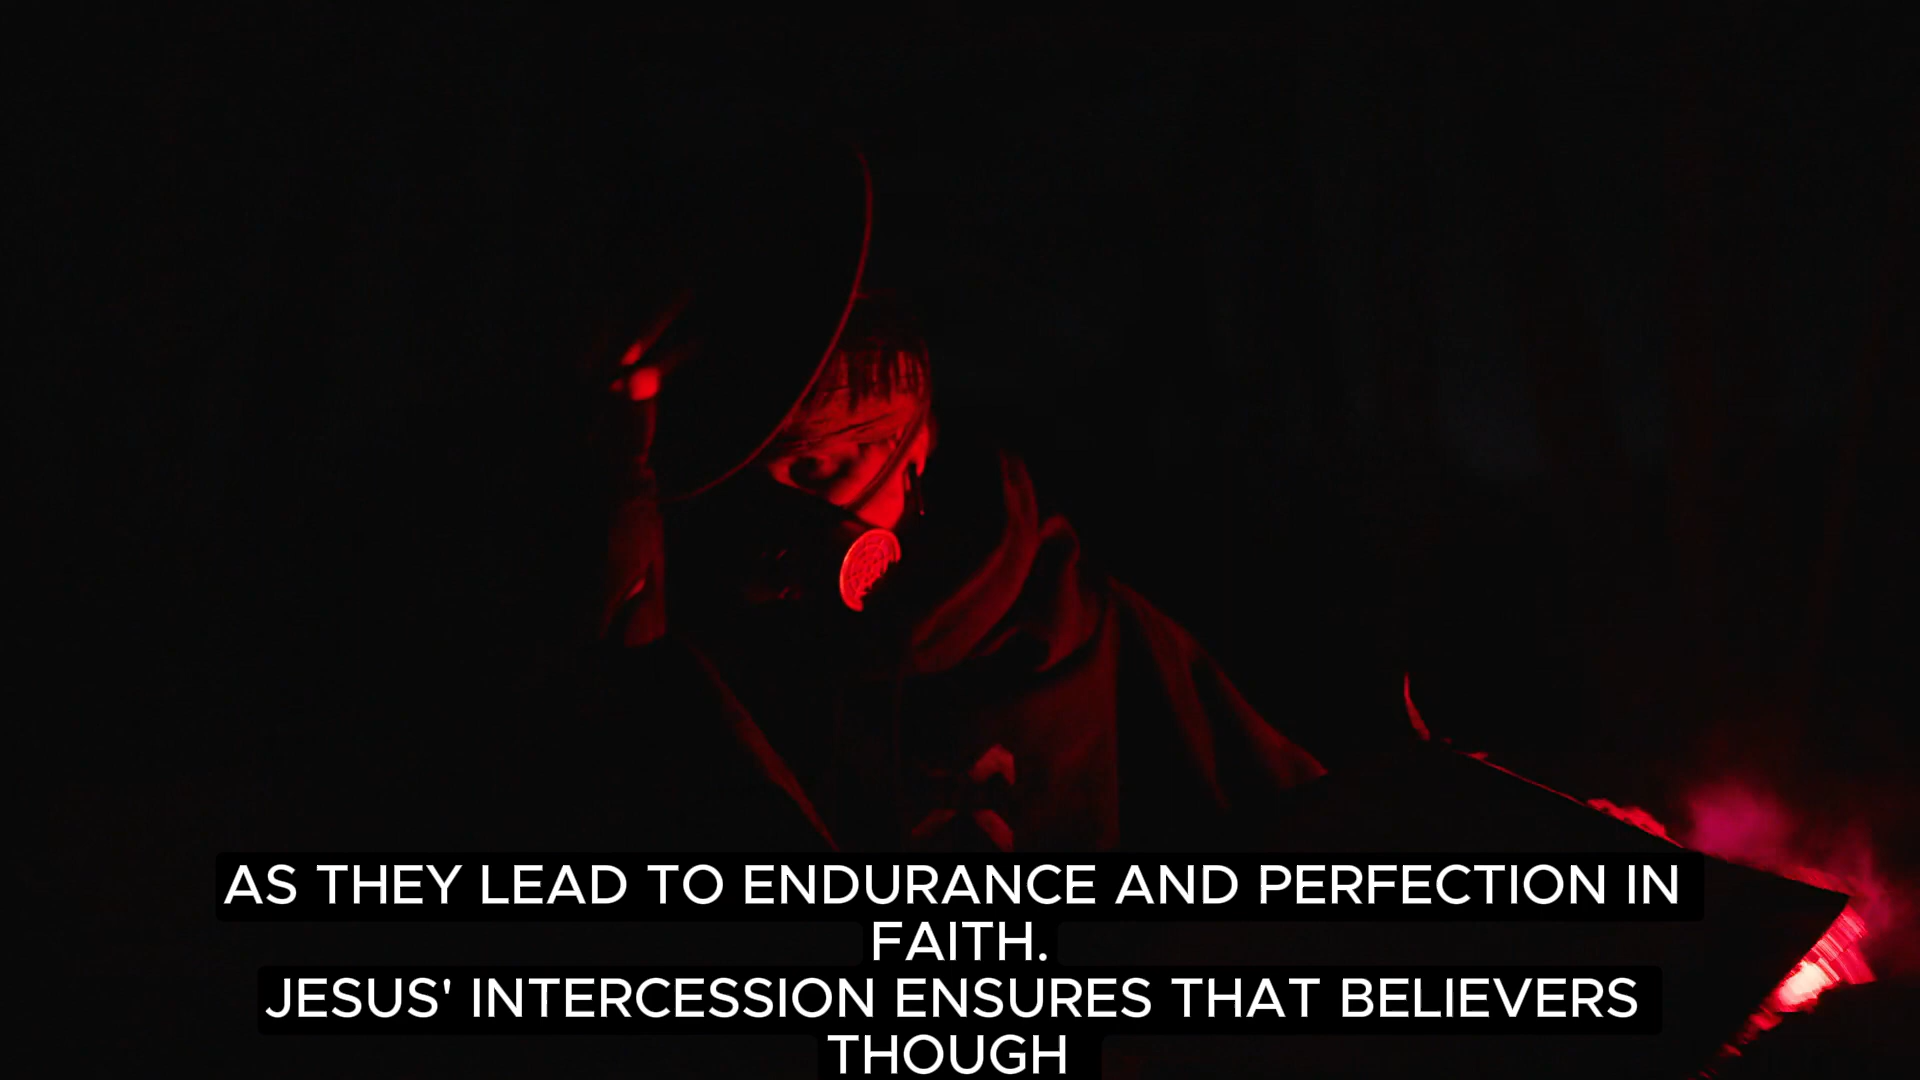 AS THEY LEAD TO ENDURANCE AND PERFECTION IN
FAITH.
JESUS' INTERCESSION ENSURES THAT BELIEVERS
THOUGH